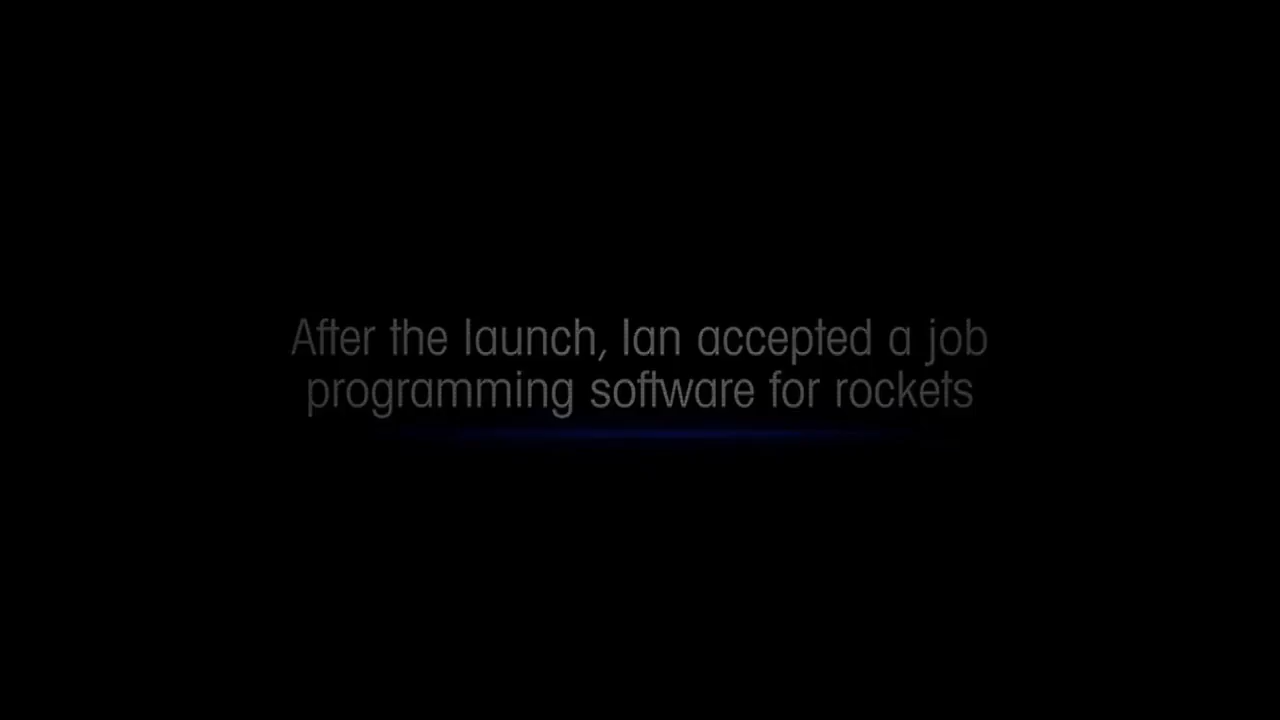 After the launch, Ian accepted a job
programming software for rockets